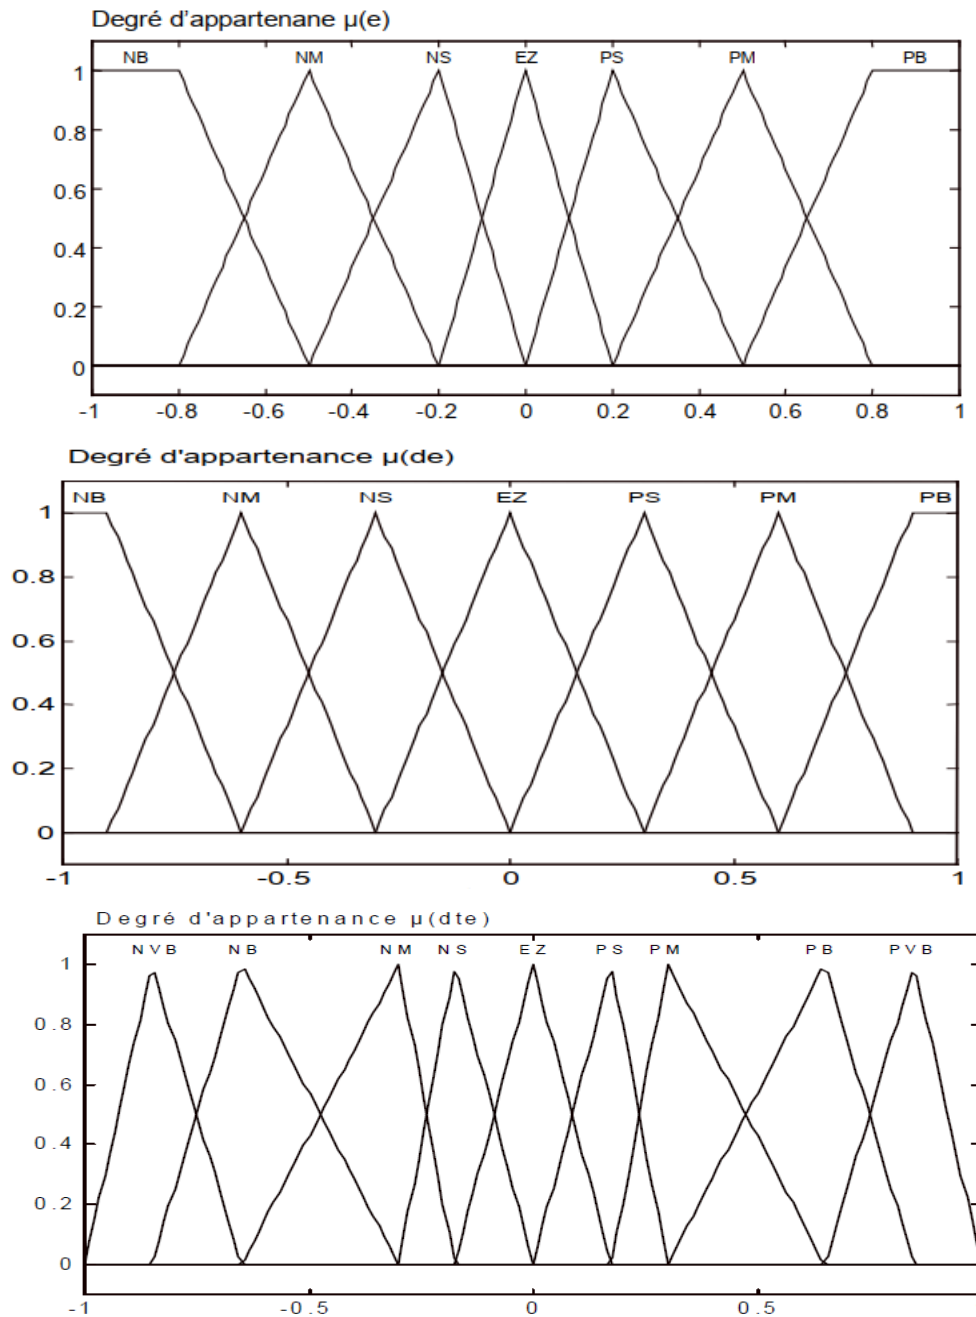 Degré d'appartenane µ(e)
NB NM NS EZ PS PM PB
1
0.8
0.6
0.4
0.2
0
-1 -0.8 -0.6 -0.4 -0.2 0 0.2 0.4 0.6 0.8 1
Degré d'appartenance µ(de)
NB NM NS EZ PS PM PB
1
0.8
0.6
0.4
0.2
0
-1 -0.5 0 0.5 1
Degré d'appartenance µ(dte)
NVB NB NM NS EZ PS PM PB PVB
1
0.8
0.6
0.4
0.2
0
-1 -0.5 0 0.5